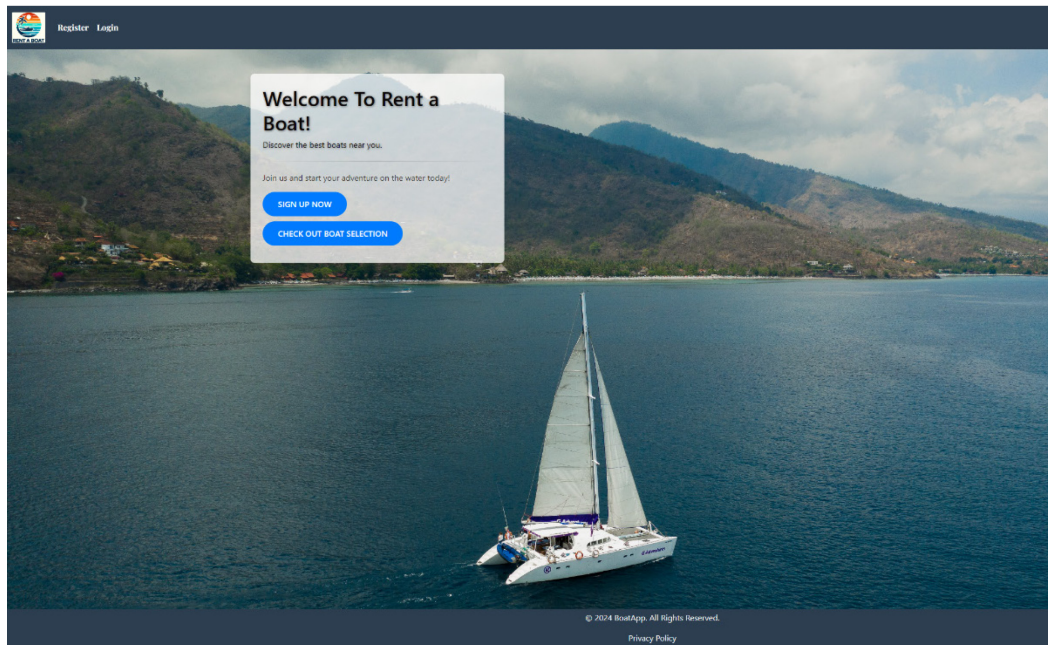 RENT A BOAT
Register Login
Welcome To Rent a
Boat!
Discover the best boats near you.
Join us and start your adventure on the water today!
SIGN UP NOW
CHECK OUT BOAT SELECTION
© 2024 BoatApp. All Rights Reserved.
Privacy Policy